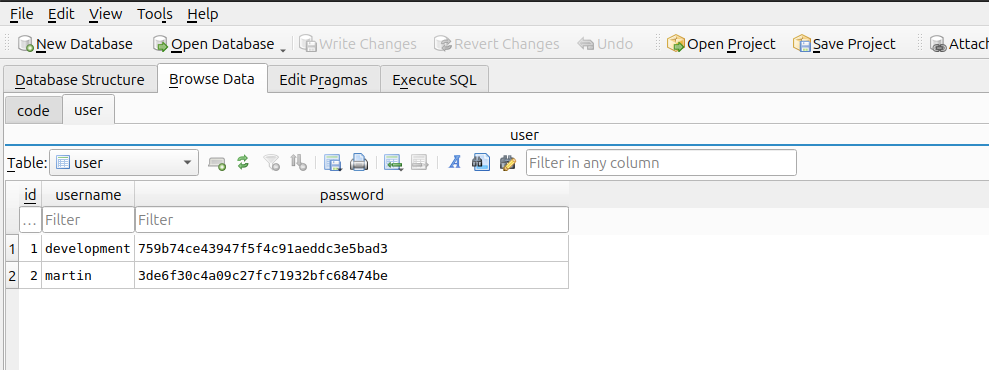 File Edit View Tools Help
New Database Open Database Write Changes Revert Changes Undo Open Project Save Project Attach
Database Structure Browse Data Edit Pragmas Execute SQL
code user
user
Table: user Filter in any column
id username password
... Filter Filter
1 1 development 759b74ce43947f5f4c91aeddc3e5bad3
2 2 martin 3de6f30c4a09c27fc71932bfc68474be